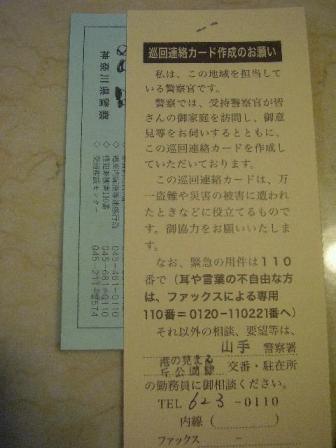 巡回連絡カード作成のお願い
私は、この地域を担当して
いる警察官です。
警察では、受持警察官が皆
さんの御家庭を訪問し、御意
見等をお伺いするとともに、
この巡回連絡カードを作成し
ていただいております。
この巡回連絡カードは、万
一盗難や災害の被害に遭われ
たときなどに役立てるもので
す。御協力をお願いいたしま
す。
なお、緊急の用件は110
番で(耳や言葉の不自由な方
は、ファックスによる専用
110番=0120-110221番へ)
それ以外の相談、要望等は、
山手 警察署
港の見える
丘公園前 交番・駐在所
の勤務員に御相談ください。
TEL 623-0110
内線( )
ファックス -
神奈川県警察